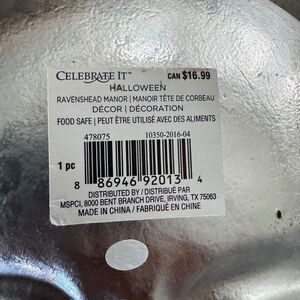 CELEBRATE IT™ CAN $16.99
HALLOWEEN
RAVENSHEAD MANOR | MANOIR TÊTE DE CORBEAU
DÉCOR | DÉCORATION
FOOD SAFE | PEUT ÊTRE UTILISÉ AVEC DES ALIMENTS
478075 10350-2016-04
1 pc
8 86946 92013 4
DISTRIBUTED BY / DISTRIBUÉ PAR
MSPCI, 8000 BENT BRANCH DRIVE, IRVING, TX 75063
MADE IN CHINA / FABRIQUÉ EN CHINE